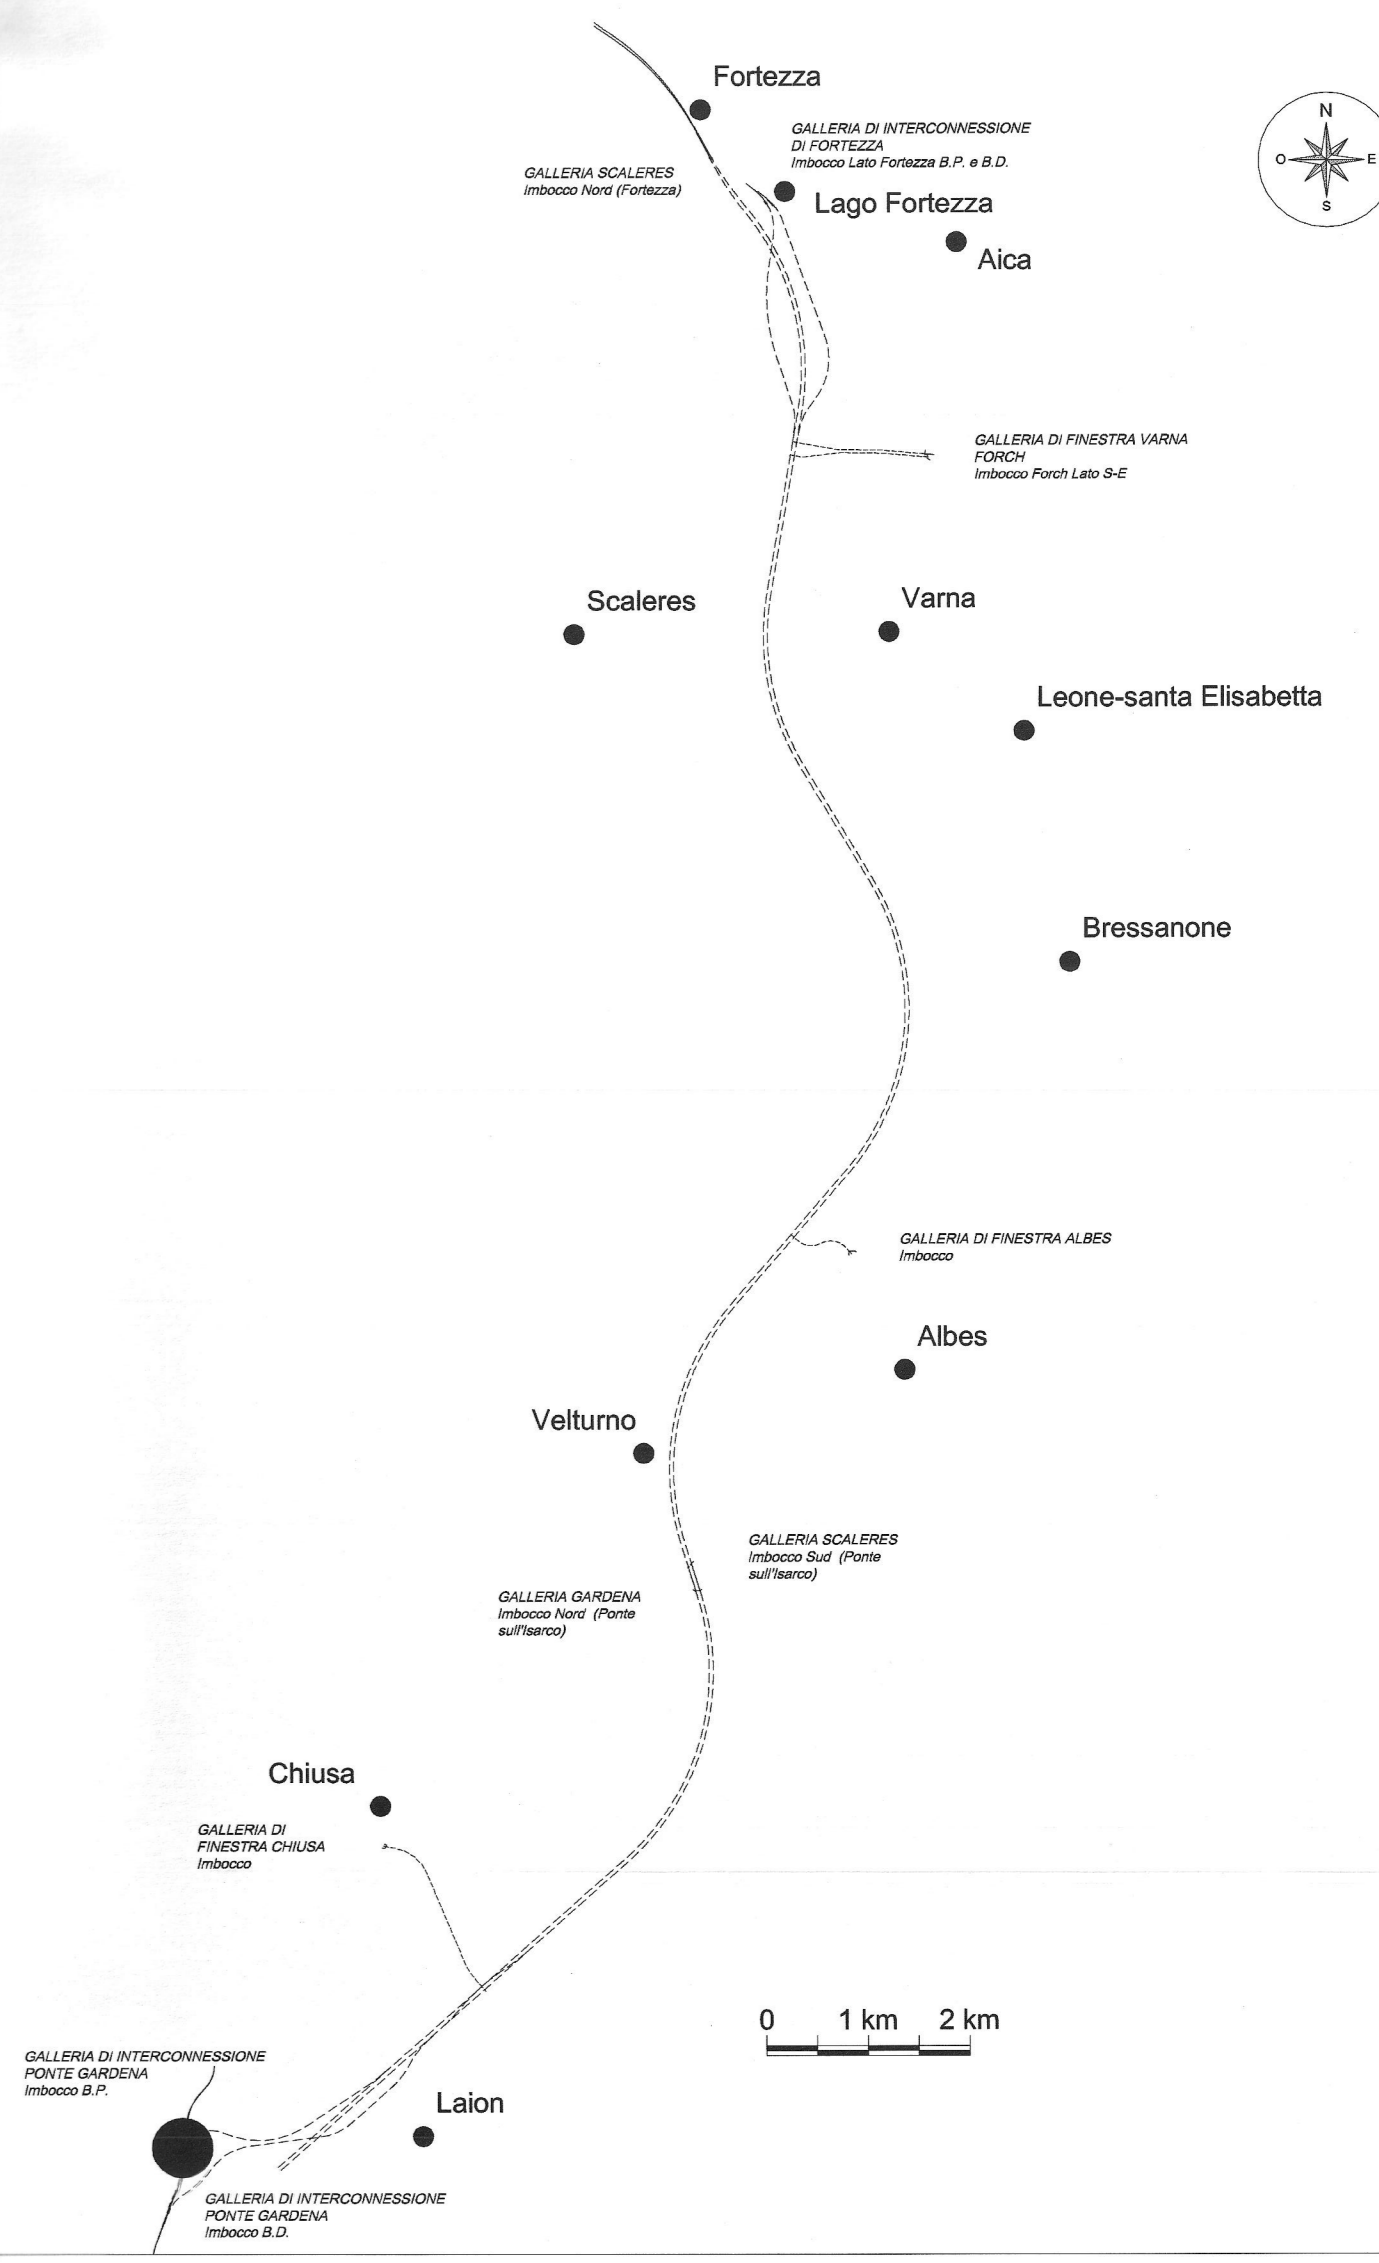 Fortezza
N
O
E
S
GALLERIA DI INTERCONNESSIONE
DI FORTEZZA
Imbocco Lato Fortezza B.P. e B.D.
GALLERIA SCALERES
Imbocco Nord (Fortezza)
Lago Fortezza
Aica
GALLERIA DI FINESTRA VARNA
FORCH
Imbocco Forch Lato S-E
Scaleres
Varna
Leone-santa Elisabetta
Bressanone
GALLERIA DI FINESTRA ALBES
Imbocco
Albes
Velturno
GALLERIA SCALERES
Imbocco Sud (Ponte
sull'Isarco)
GALLERIA GARDENA
Imbocco Nord (Ponte
sull'Isarco)
Chiusa
GALLERIA DI
FINESTRA CHIUSA
Imbocco
0 1 km 2 km
GALLERIA DI INTERCONNESSIONE
PONTE GARDENA
Imbocco B.P.
Laion
GALLERIA DI INTERCONNESSIONE
PONTE GARDENA
Imbocco B.D.